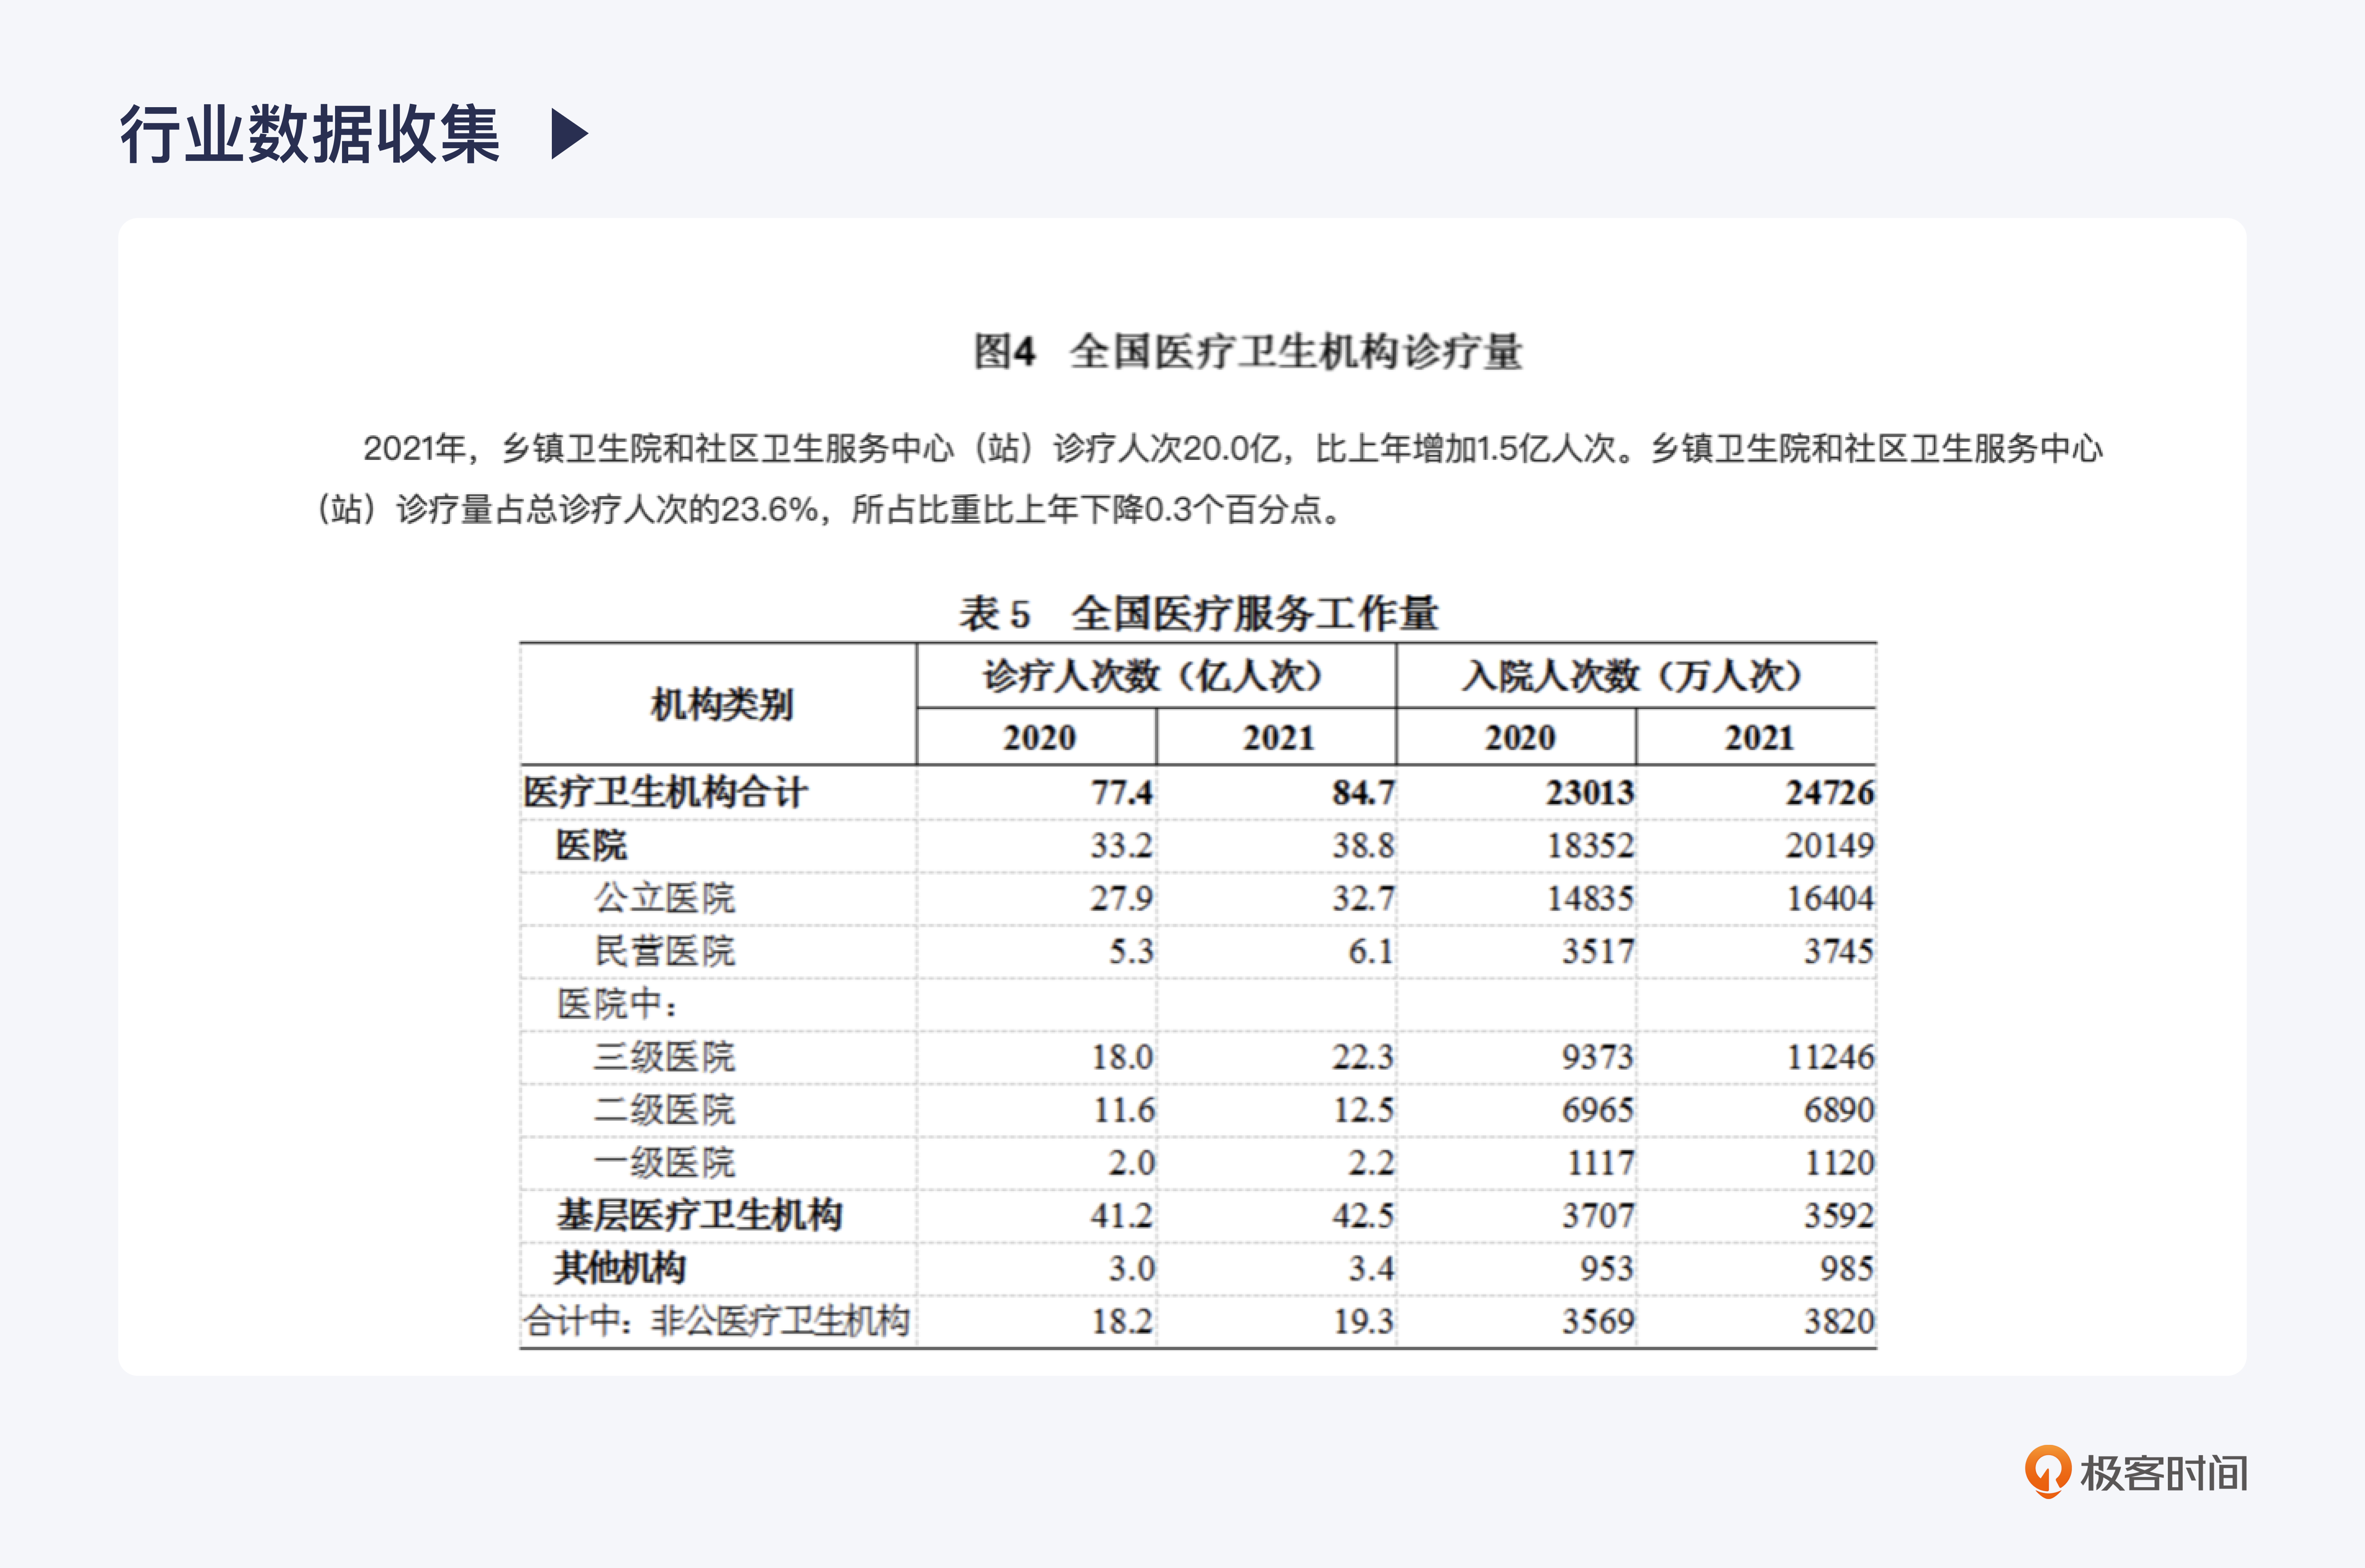 行业数据收集
图4 全国医疗卫生机构诊疗量
2021年，乡镇卫生院和社区卫生服务中心（站）诊疗人次20.0亿，比上年增加1.5亿人次。乡镇卫生院和社区卫生服务中心
（站）诊疗量占总诊疗人次的23.6%，所占比重比上年下降0.3个百分点。
表 5 全国医疗服务工作量
机构类别 诊疗人次数（亿人次） 入院人次数（万人次）
2020 2021 2020 2021
医疗卫生机构合计 77.4 84.7 23013 24726
医院 33.2 38.8 18352 20149
公立医院 27.9 32.7 14835 16404
民营医院 5.3 6.1 3517 3745
医院中：
三级医院 18.0 22.3 9373 11246
二级医院 11.6 12.5 6965 6890
一级医院 2.0 2.2 1117 1120
基层医疗卫生机构 41.2 42.5 3707 3592
其他机构 3.0 3.4 953 985
合计中：非公医疗卫生机构 18.2 19.3 3569 3820
极客时间